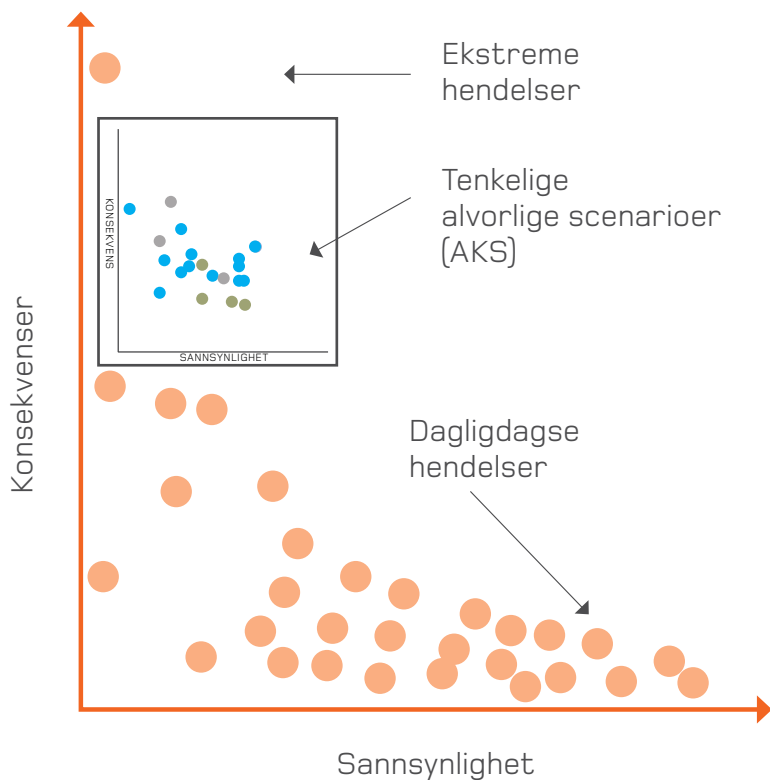 Ekstreme
hendelser
Tenkelige
alvorlige scenarioer
(AKS)
KONSEKVENS
SANNSYNLIGHET
Konsekvenser
Dagligdagse
hendelser
Sannsynlighet